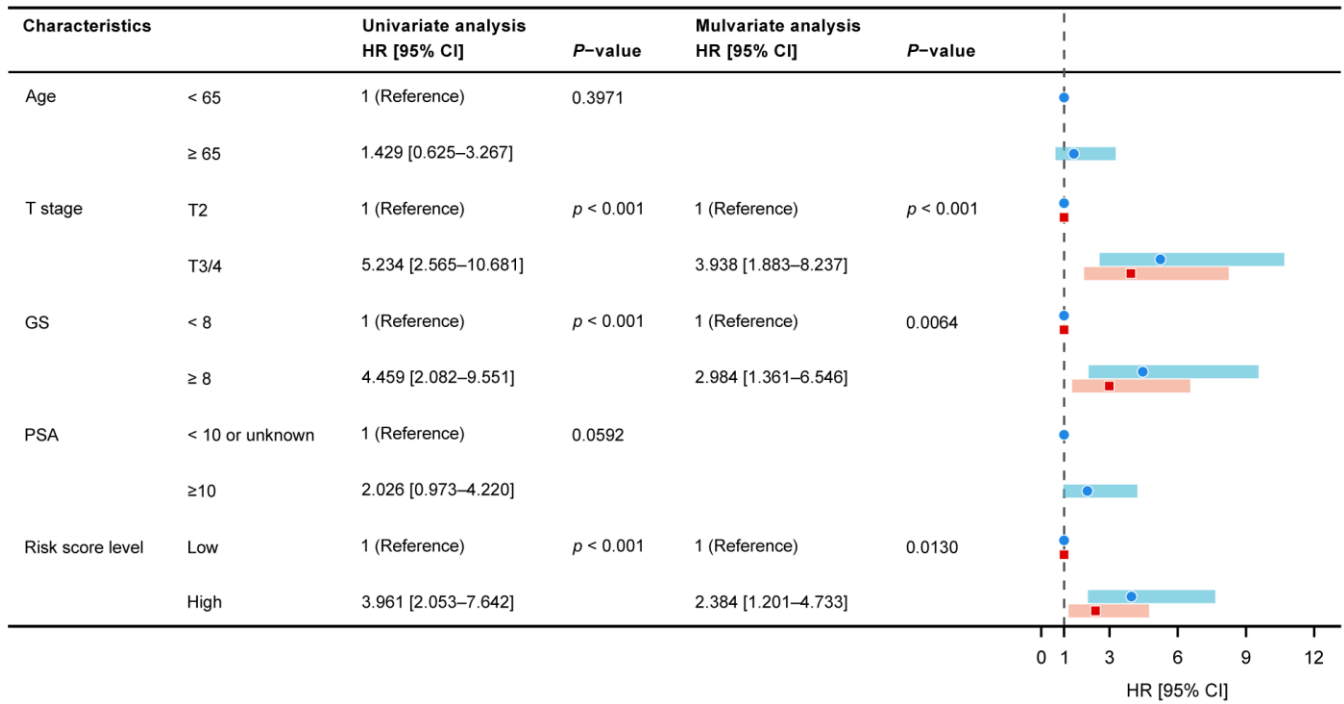 Characteristics Univariate analysis Mulvariate analysis
HR [95% CI] P−value HR [95% CI] P−value
Age < 65 1 (Reference) 0.3971
≥ 65 1.429 [0.625–3.267]
T stage T2 1 (Reference) p < 0.001 1 (Reference) p < 0.001
T3/4 5.234 [2.565–10.681] 3.938 [1.883–8.237]
GS < 8 1 (Reference) p < 0.001 1 (Reference) 0.0064
≥ 8 4.459 [2.082–9.551] 2.984 [1.361–6.546]
PSA < 10 or unknown 1 (Reference) 0.0592
≥10 2.026 [0.973–4.220]
Risk score level Low 1 (Reference) p < 0.001 1 (Reference) 0.0130
High 3.961 [2.053–7.642] 2.384 [1.201–4.733]
0 1 3 6 9 12
HR [95% CI]